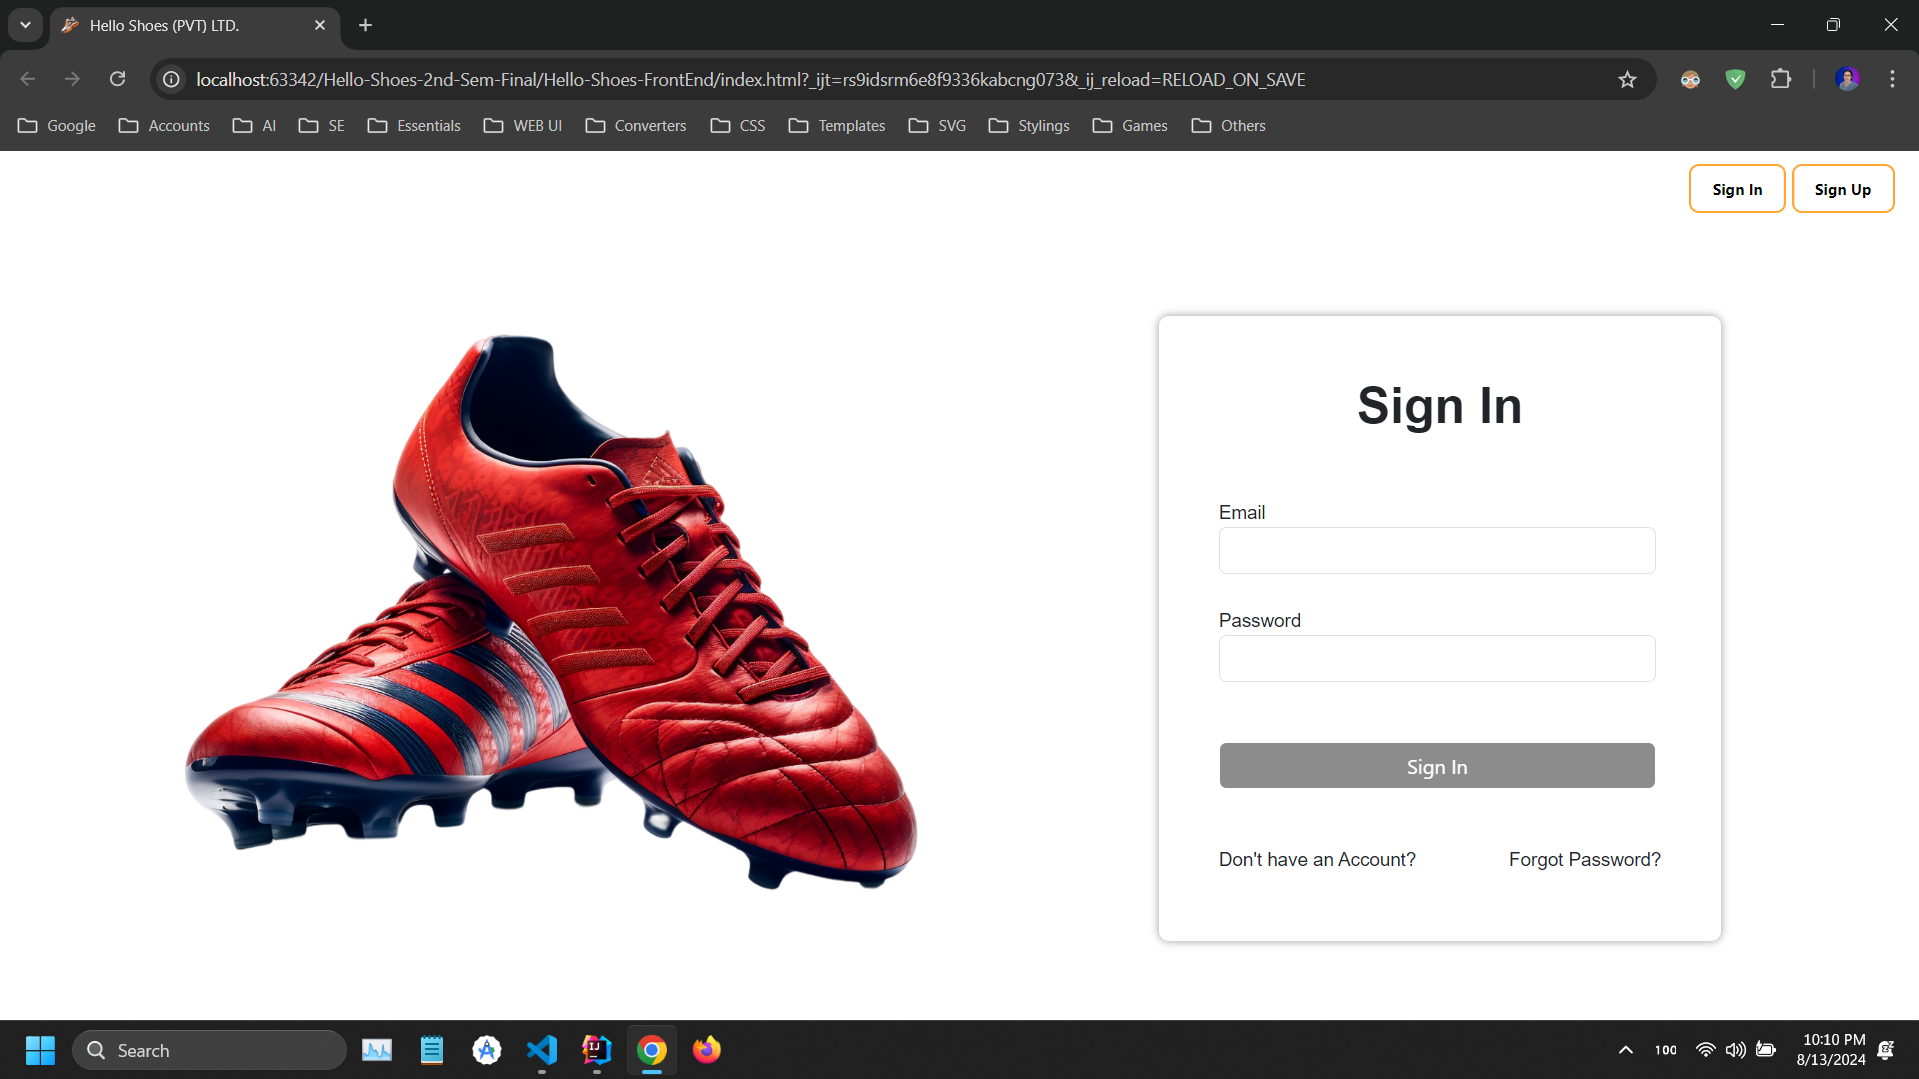 Hello Shoes (PVT) LTD.
localhost:63342/Hello-Shoes-2nd-Sem-Final/Hello-Shoes-FrontEnd/index.html?_ijt=rs9idsrm6e8f9336kabcng073&_ij_reload=RELOAD_ON_SAVE
Google Accounts AI SE Essentials WEB UI Converters CSS Templates SVG Stylings Games Others
Sign In Sign Up
Sign In
Email
Password
Sign In
Don't have an Account? Forgot Password?
Search
100
10:10 PM
8/13/2024